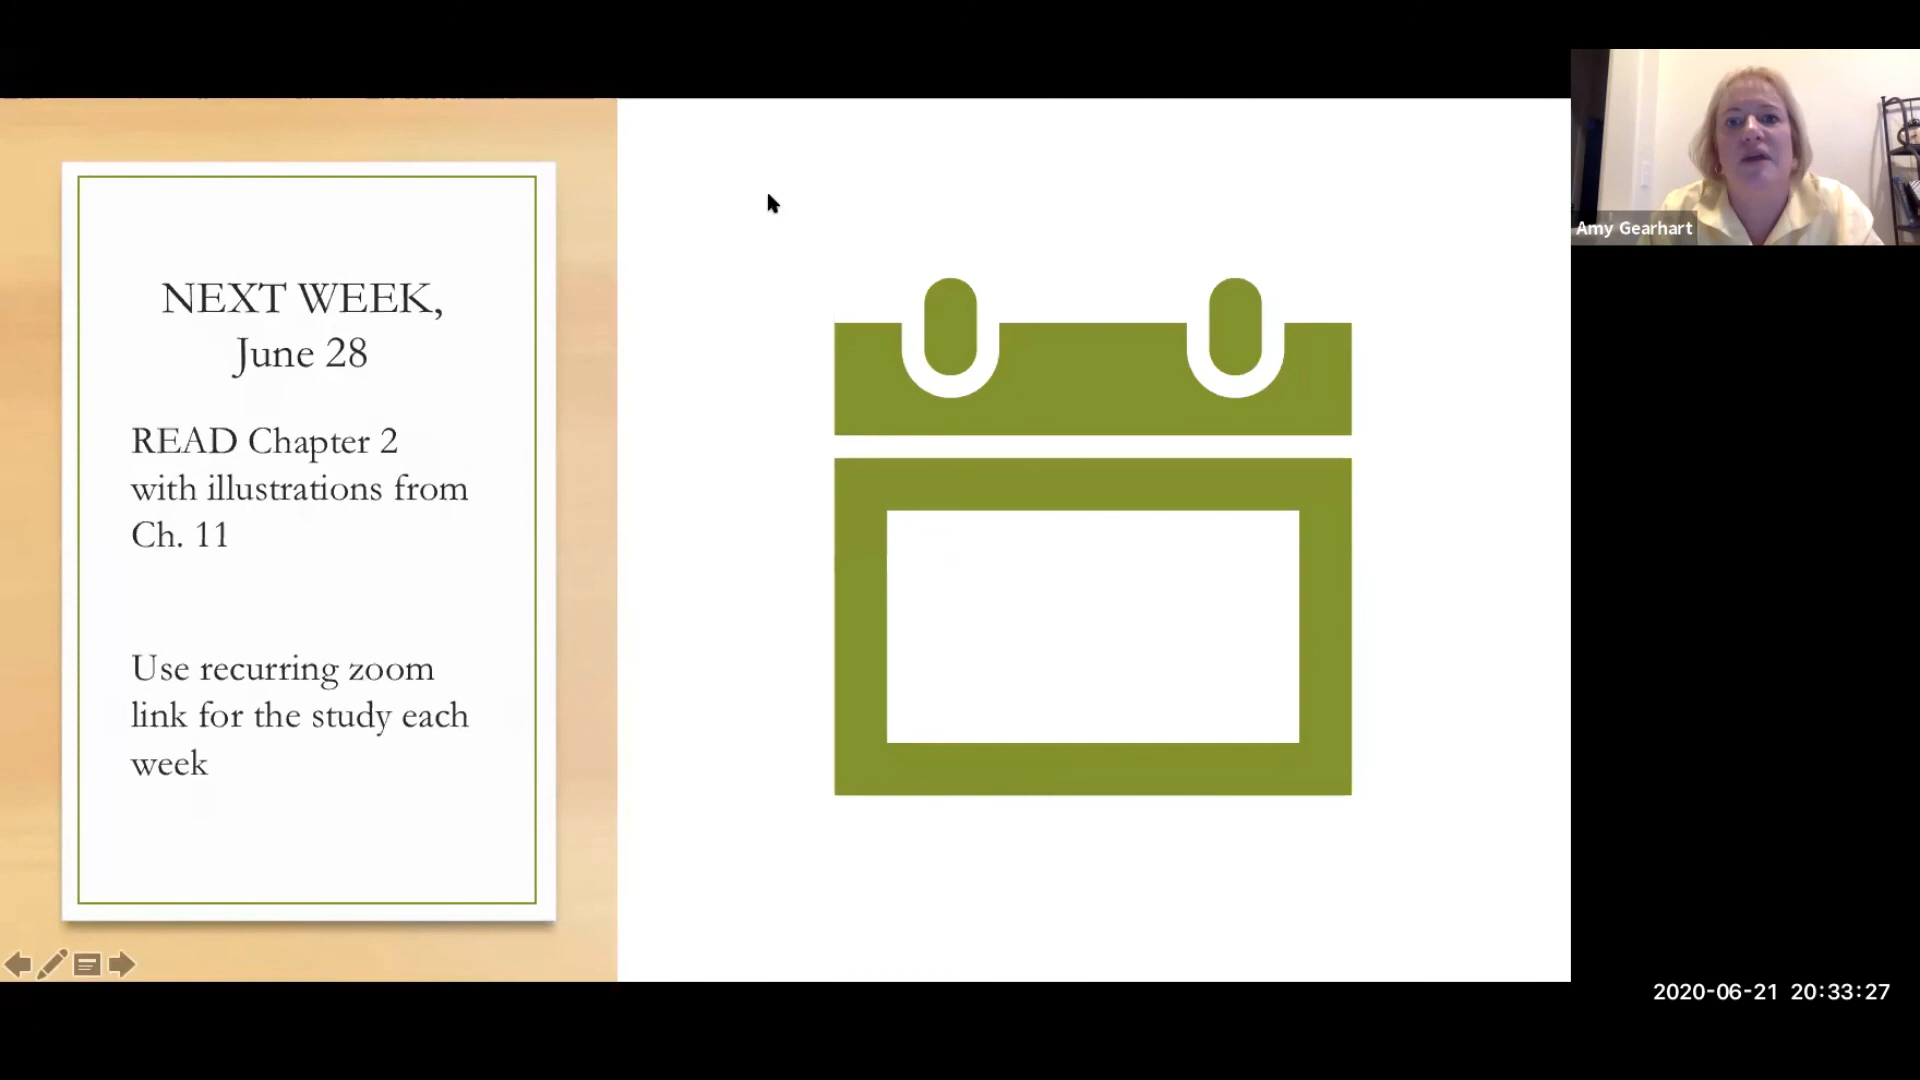 NEXT WEEK,
June 28
READ Chapter 2
with illustrations from
Ch. 11
Use recurring zoom
link for the study each
week
Amy Gearhart
2020-06-21 20:33:27